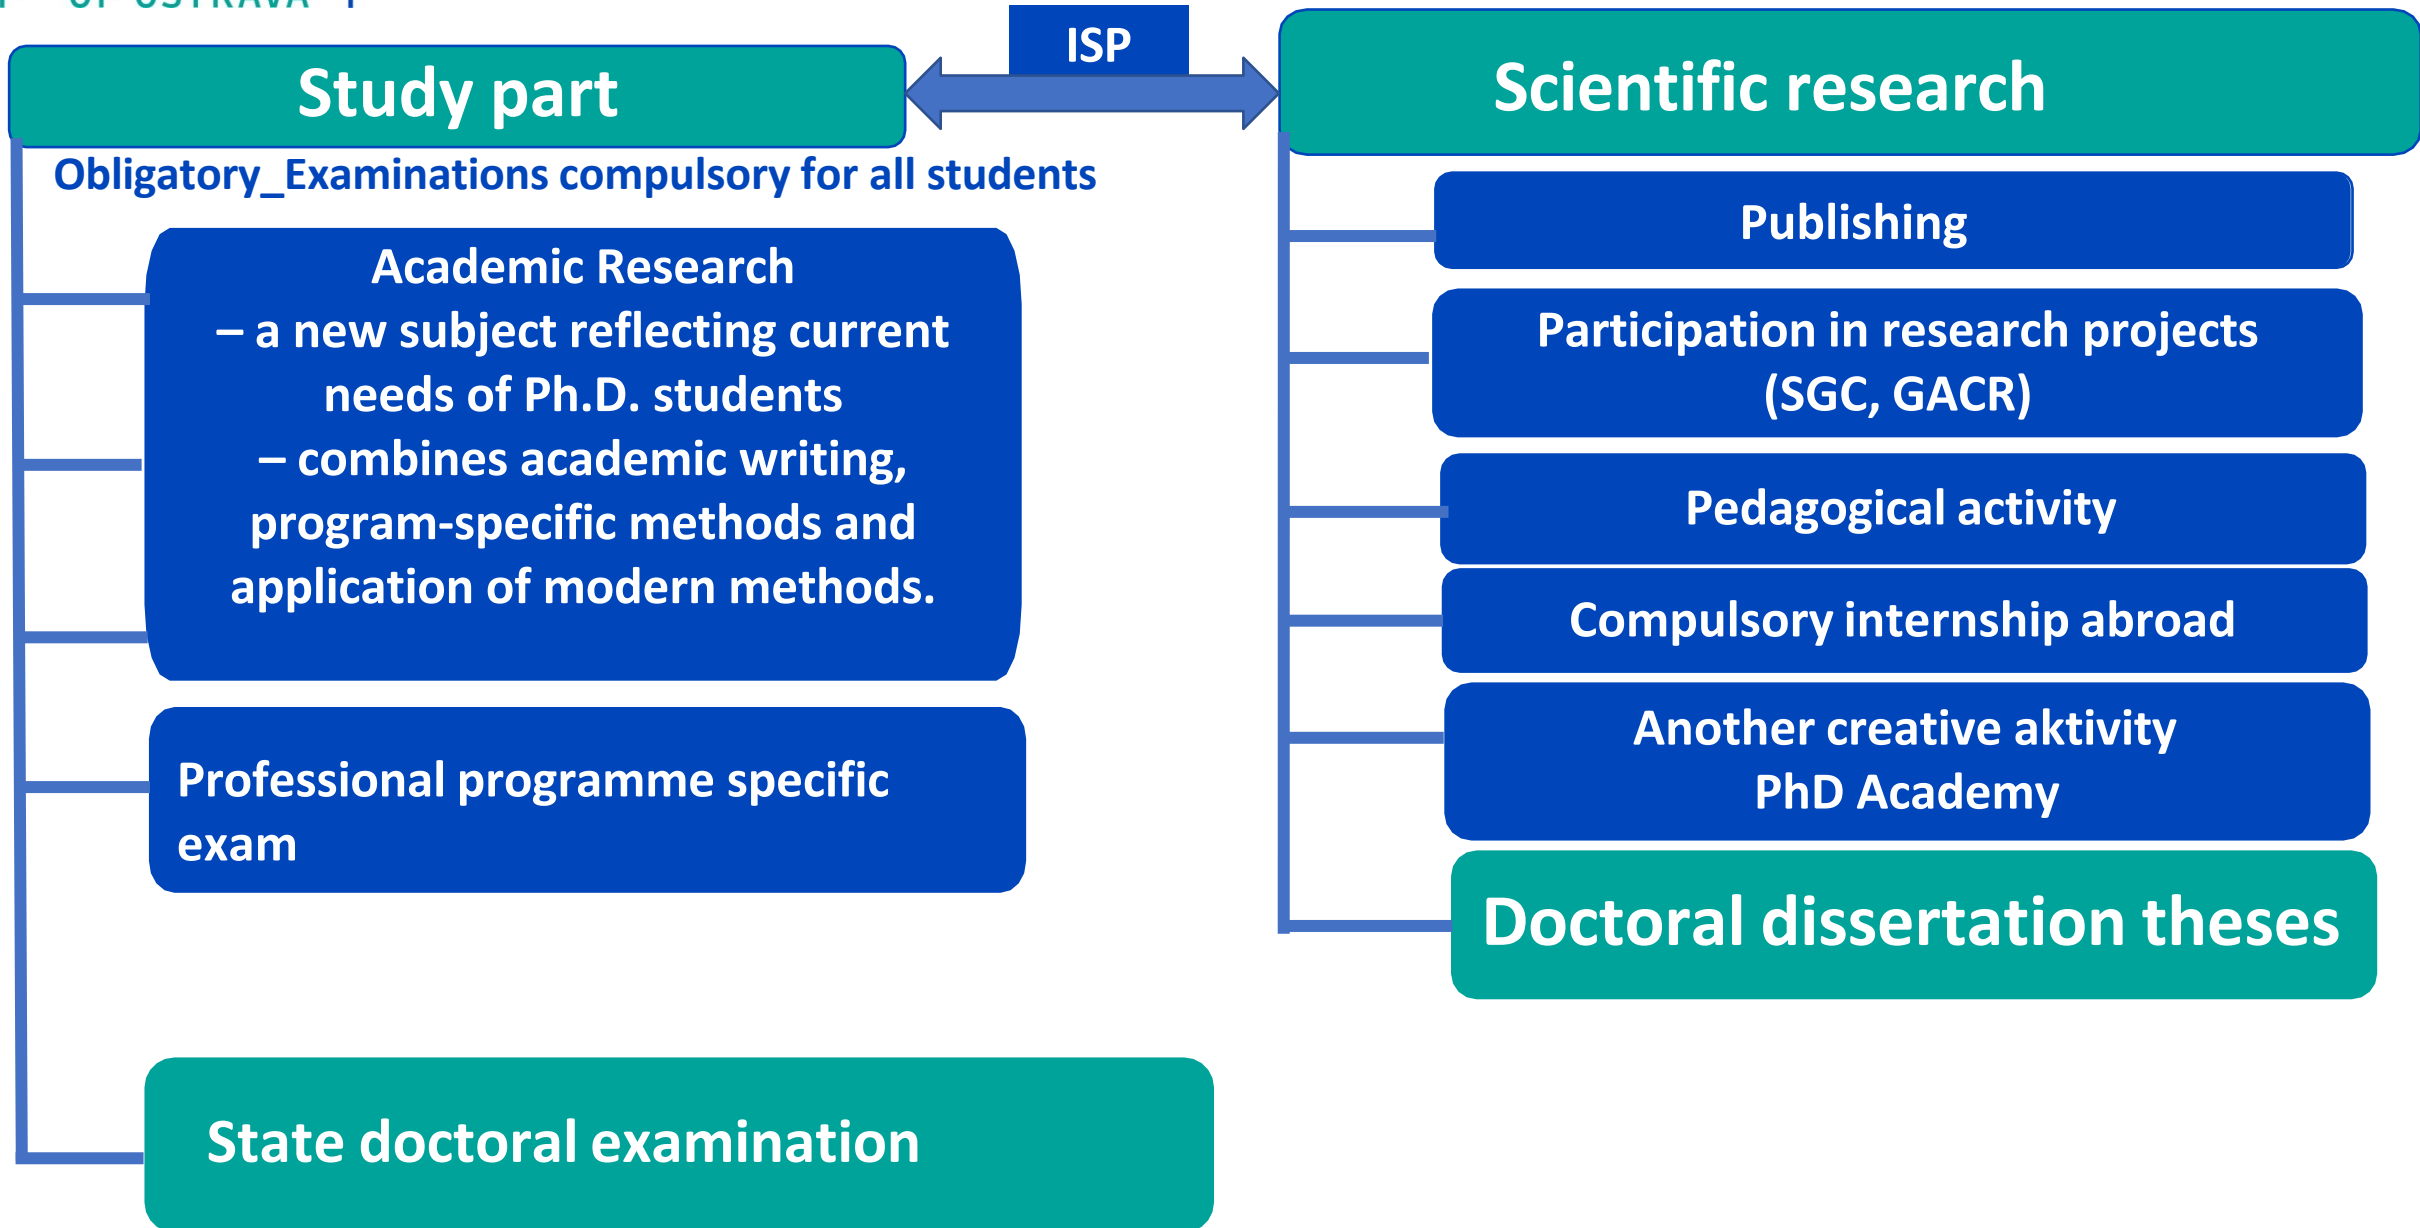 OF OSTRAVA
ISP
Study part
Obligatory_Examinations compulsory for all students
Academic Research
– a new subject reflecting current
needs of Ph.D. students
– combines academic writing,
program-specific methods and
application of modern methods.
Professional programme specific
exam
State doctoral examination
Scientific research
Publishing
Participation in research projects
(SGC, GACR)
Pedagogical activity
Compulsory internship abroad
Another creative aktivity
PhD Academy
Doctoral dissertation theses